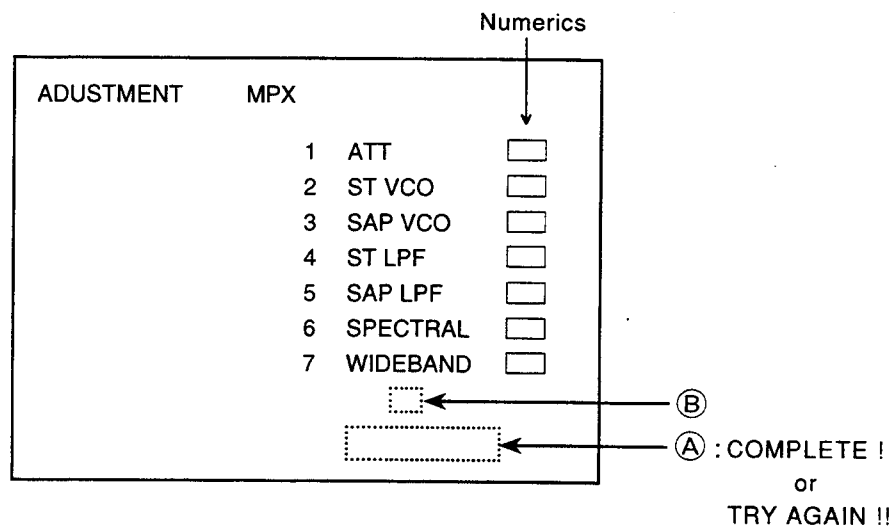 Numerics
ADUSTMENT MPX
1 ATT
2 ST VCO
3 SAP VCO
4 ST LPF
5 SAP LPF
6 SPECTRAL
7 WIDEBAND
Ⓑ
Ⓐ : COMPLETE !
or
TRY AGAIN !!